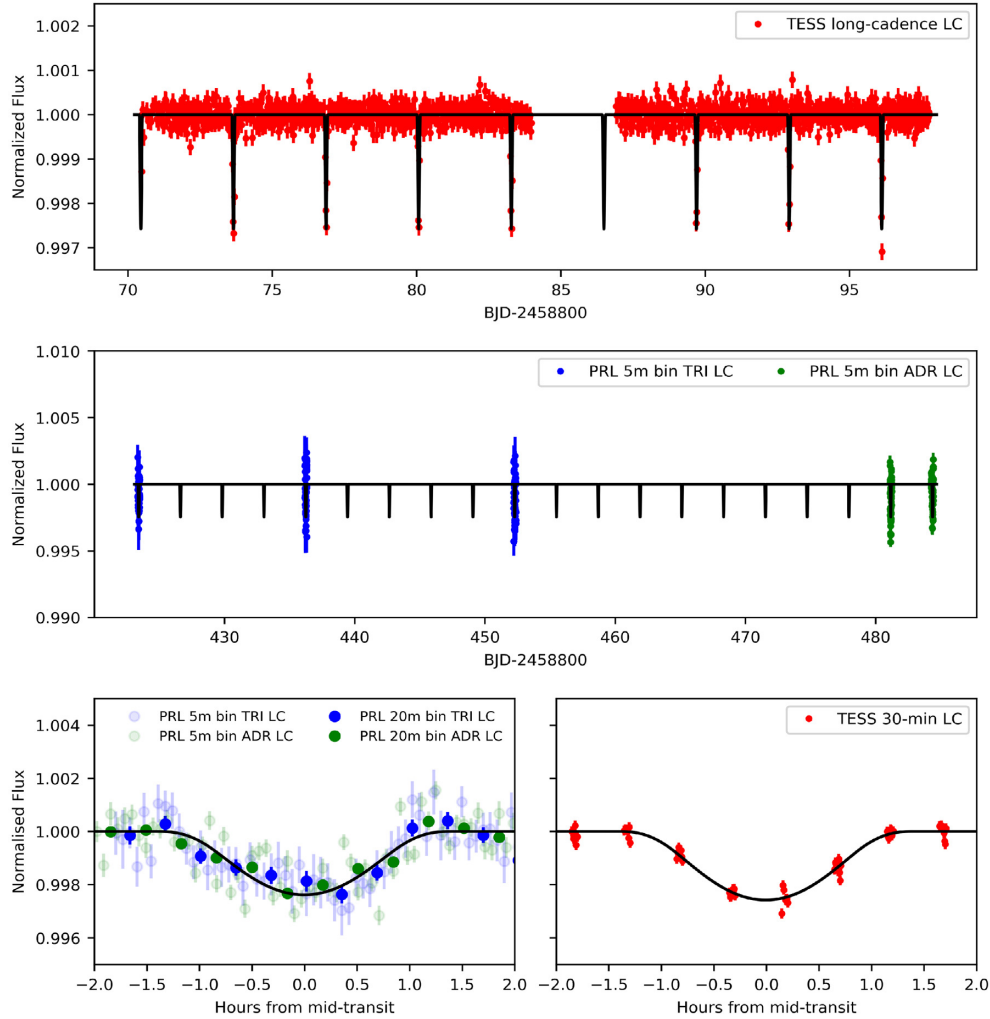 1.002
1.001
1.000
0.999
0.998
0.997
Normalized Flux
TESS long-cadence LC
70 75 80 85 90 95
BJD-2458800
1.010
1.005
1.000
0.995
0.990
Normalized Flux
PRL 5m bin TRI LC PRL 5m bin ADR LC
430 440 450 460 470 480
BJD-2458800
1.004
1.002
1.000
0.998
0.996
Normalised Flux
PRL 5m bin TRI LC PRL 20m bin TRI LC
PRL 5m bin ADR LC PRL 20m bin ADR LC
−2.0 −1.5 −1.0 −0.5 0.0 0.5 1.0 1.5 2.0
Hours from mid-transit
TESS 30-min LC
−2.0 −1.5 −1.0 −0.5 0.0 0.5 1.0 1.5 2.0
Hours from mid-transit